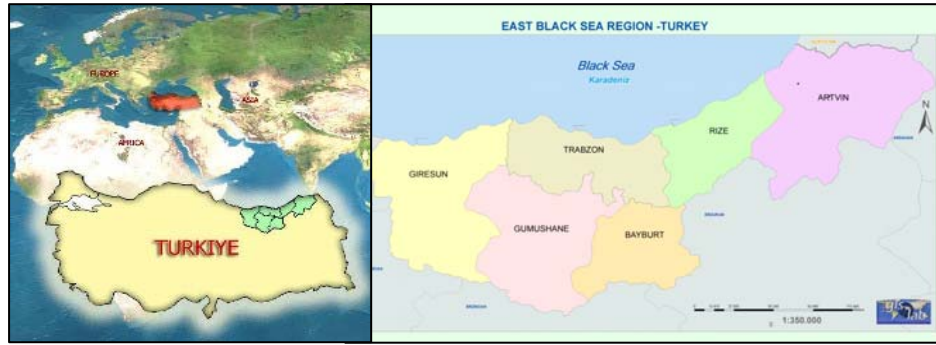 EUROPE
ASIA
AFRICA
TURKIYE
EAST BLACK SEA REGION -TURKEY
Black Sea
Karadeniz
N
ARTVIN
RIZE
TRABZON
GIRESUN
GUMUSHANE
BAYBURT
1:350.000